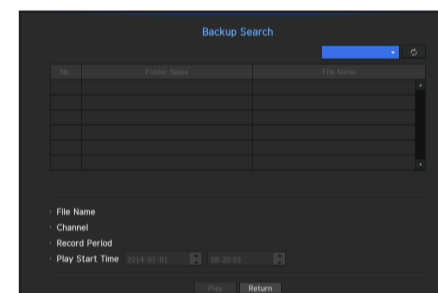 Backup Search
No. Folder Name File Name
File Name
Channel
Record Period
Play Start Time 2014-01-01 08:20:03
Play Return